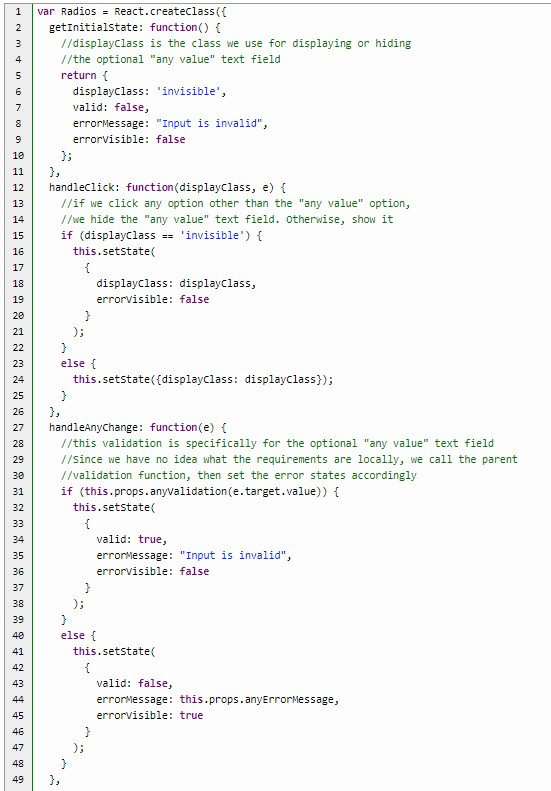 1 var Radios = React.createClass({
2   getInitialState: function() {
3     //displayClass is the class we use for displaying or hiding
4     //the optional "any value" text field
5     return {
6       displayClass: 'invisible',
7       valid: false,
8       errorMessage: "Input is invalid",
9       errorVisible: false
10     };
11   },
12   handleClick: function(displayClass, e) {
13     //if we click any option other than the "any value" option,
14     //we hide the "any value" text field. Otherwise, show it
15     if (displayClass == 'invisible') {
16       this.setState(
17         {
18           displayClass: displayClass,
19           errorVisible: false
20         }
21       );
22     }
23     else {
24       this.setState({displayClass: displayClass});
25     }
26   },
27   handleAnyChange: function(e) {
28     //this validation is specifically for the optional "any value" text field
29     //Since we have no idea what the requirements are locally, we call the parent
30     //validation function, then set the error states accordingly
31     if (this.props.anyValidation(e.target.value)) {
32       this.setState(
33         {
34           valid: true,
35           errorMessage: "Input is invalid",
36           errorVisible: false
37         }
38       );
39     }
40     else {
41       this.setState(
42         {
43           valid: false,
44           errorMessage: this.props.anyErrorMessage,
45           errorVisible: true
46         }
47       );
48     }
49   },